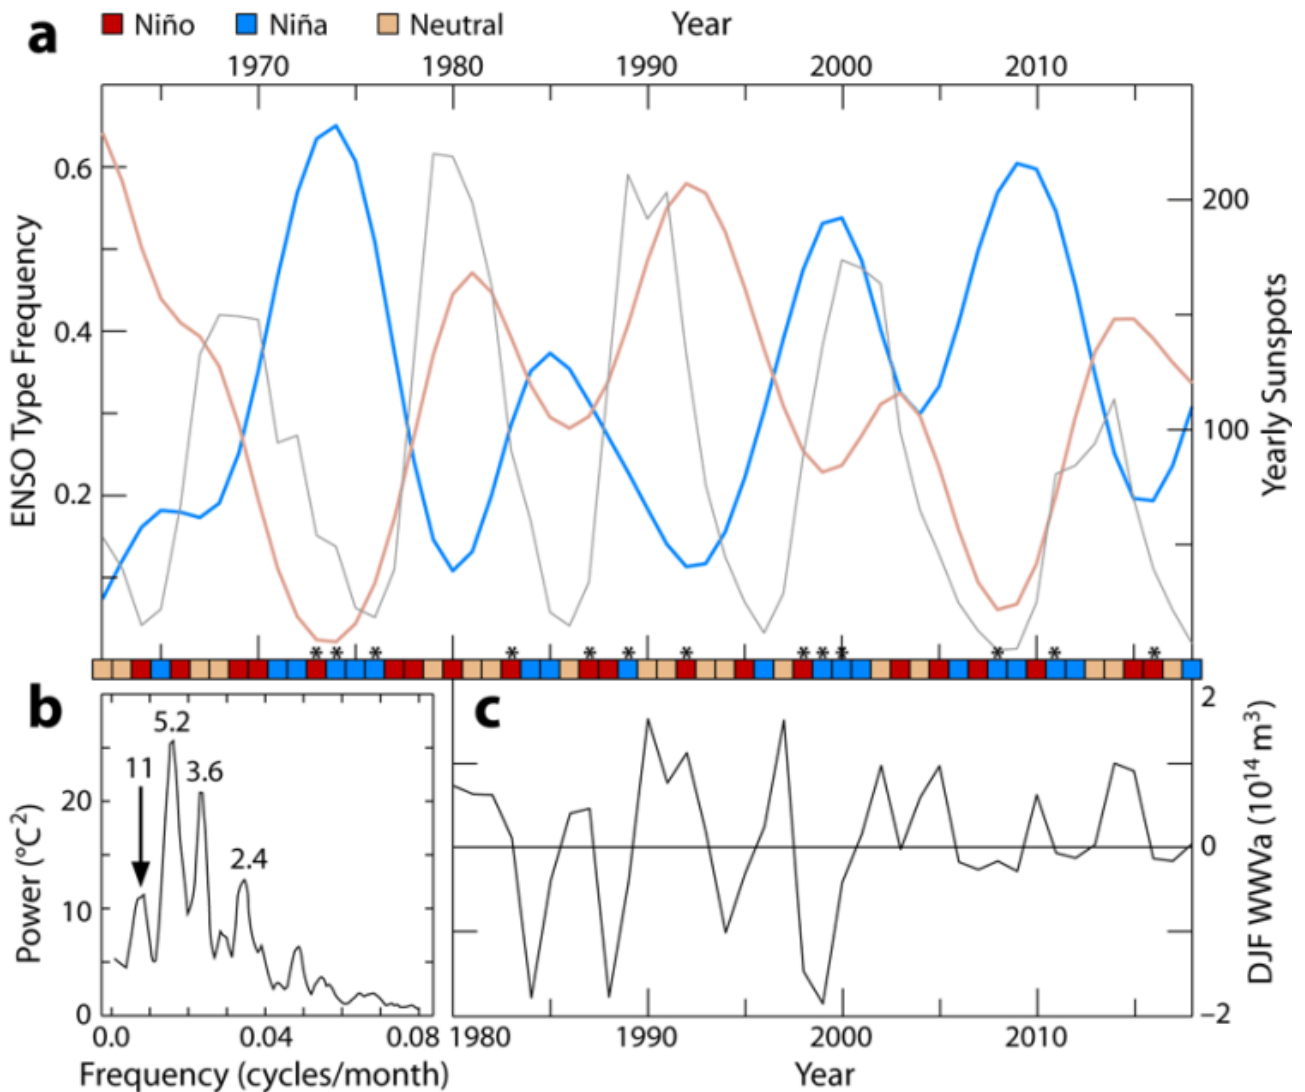 a
Niño Niña Neutral
Year
1970 1980 1990 2000 2010
ENSO Type Frequency
0.6
0.4
0.2
Yearly Sunspots
200
100
* * * * * * * * * * * * *
b
11
5.2
3.6
2.4
Power (°C²)
20
10
0
0.0 0.04 0.08
Frequency (cycles/month)
c
2
0
−2
DJF WWVa (10¹⁴ m³)
1980 1990 2000 2010
Year